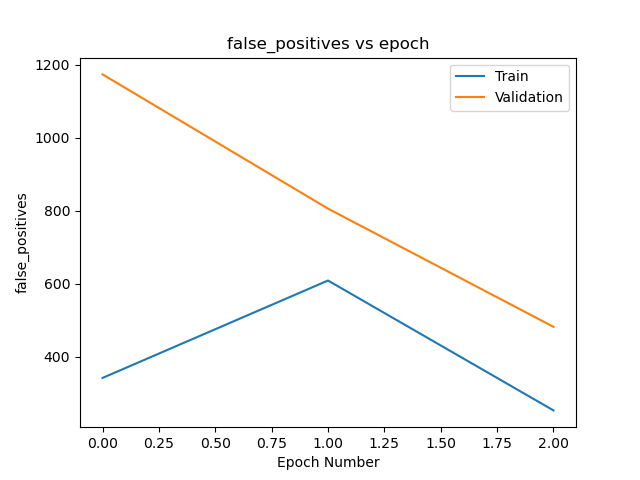 false_positives vs epoch
1200
1000
800
600
400
false_positives
Train
Validation
0.00 0.25 0.50 0.75 1.00 1.25 1.50 1.75 2.00
Epoch Number